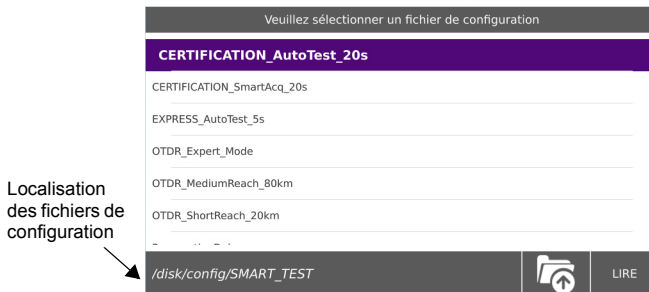 Veuillez sélectionner un fichier de configuration
CERTIFICATION_AutoTest_20s
CERTIFICATION_SmartAcq_20s
EXPRESS_AutoTest_5s
OTDR_Expert_Mode
OTDR_MediumReach_80km
OTDR_ShortReach_20km
Localisation
des fichiers de
configuration
/disk/config/SMART_TEST
LIRE